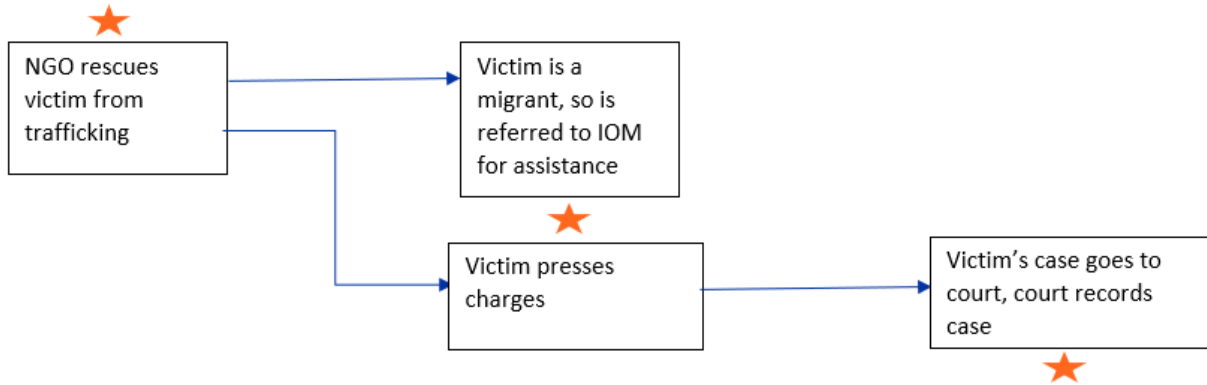 NGO rescues
victim from
trafficking
Victim is a
migrant, so is
referred to IOM
for assistance
Victim presses
charges
Victim’s case goes to
court, court records
case